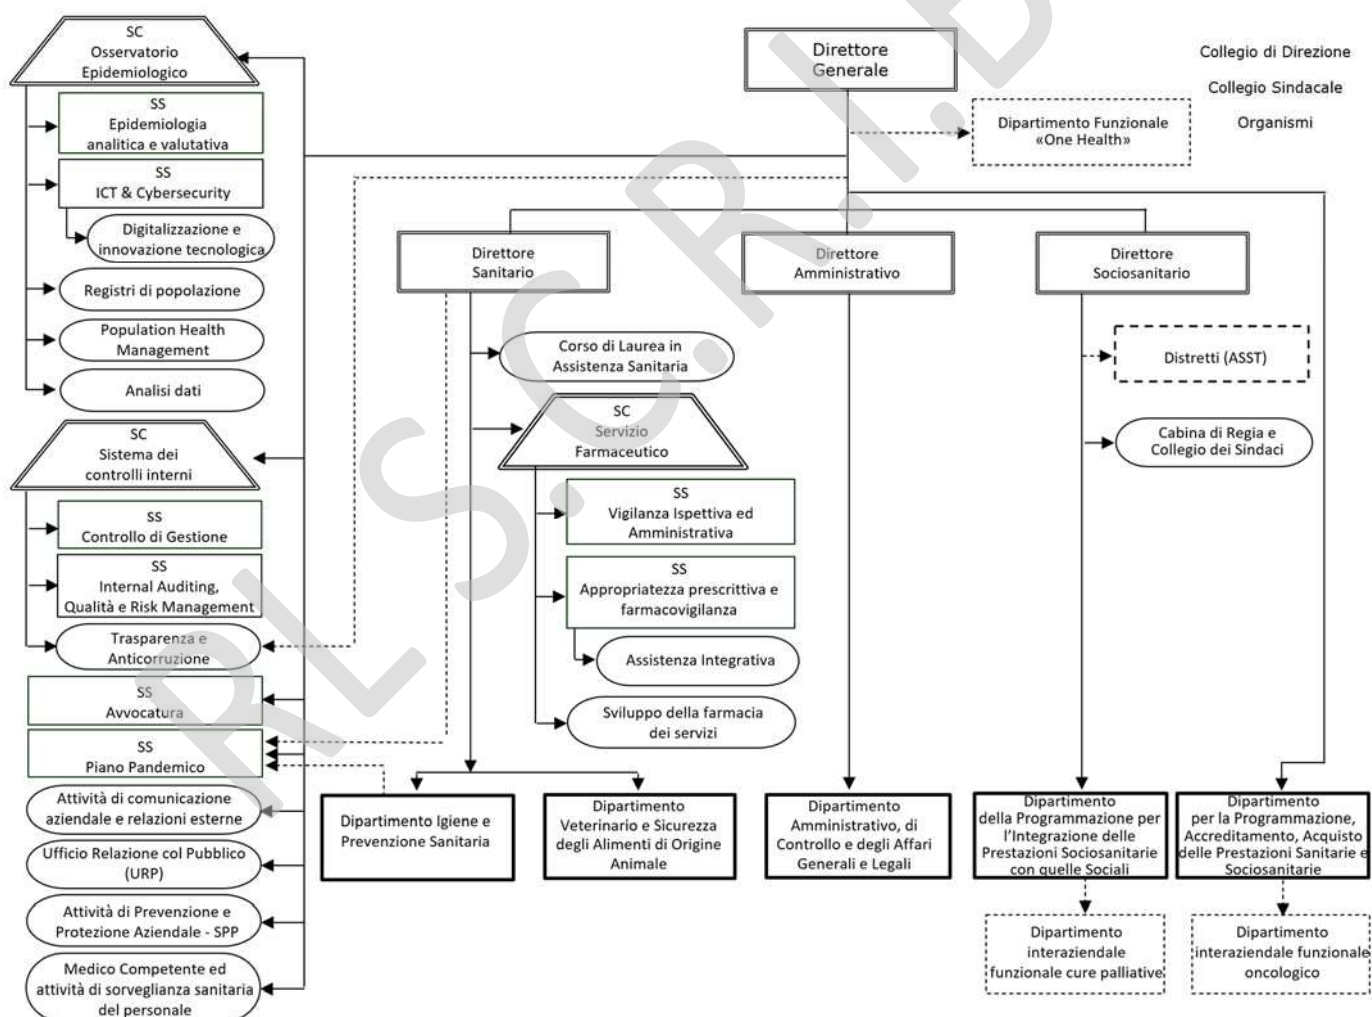 SC
Osservatorio
Epidemiologico
SS
Epidemiologia
analitica e valutativa
SS
ICT & Cybersecurity
Digitalizzazione e
innovazione tecnologica
Registri di popolazione
Population Health
Management
Analisi dati
SC
Sistema dei
controlli interni
SS
Controllo di Gestione
SS
Internal Auditing,
Qualità e Risk Management
Trasparenza e
Anticorruzione
SS
Avvocatura
SS
Piano Pandemico
Attività di comunicazione
aziendale e relazioni esterne
Ufficio Relazione col Pubblico
(URP)
Attività di Prevenzione e
Protezione Aziendale - SPP
Medico Competente ed
attività di sorveglianza sanitaria
del personale
Direttore
Generale
Collegio di Direzione
Collegio Sindacale
Organismi
Dipartimento Funzionale
«One Health»
Direttore
Sanitario
Direttore
Amministrativo
Direttore
Sociosanitario
Corso di Laurea in
Assistenza Sanitaria
SC
Servizio
Farmaceutico
SS
Vigilanza Ispettiva ed
Amministrativa
SS
Appropriatezza prescrittiva e
farmacovigilanza
Assistenza Integrativa
Sviluppo della farmacia
dei servizi
Distretti (ASST)
Cabina di Regia e
Collegio dei Sindaci
Dipartimento Igiene e
Prevenzione Sanitaria
Dipartimento
Veterinario e Sicurezza
degli Alimenti di Origine
Animale
Dipartimento
Amministrativo, di
Controllo e degli Affari
Generali e Legali
Dipartimento
della Programmazione per
l'Integrazione delle
Prestazioni Sociosanitarie
con quelle Sociali
Dipartimento
per la Programmazione,
Accreditamento, Acquisto
delle Prestazioni Sanitarie e
Sociosanitarie
Dipartimento
interaziendale
funzionale cure palliative
Dipartimento
interaziendale funzionale
oncologico